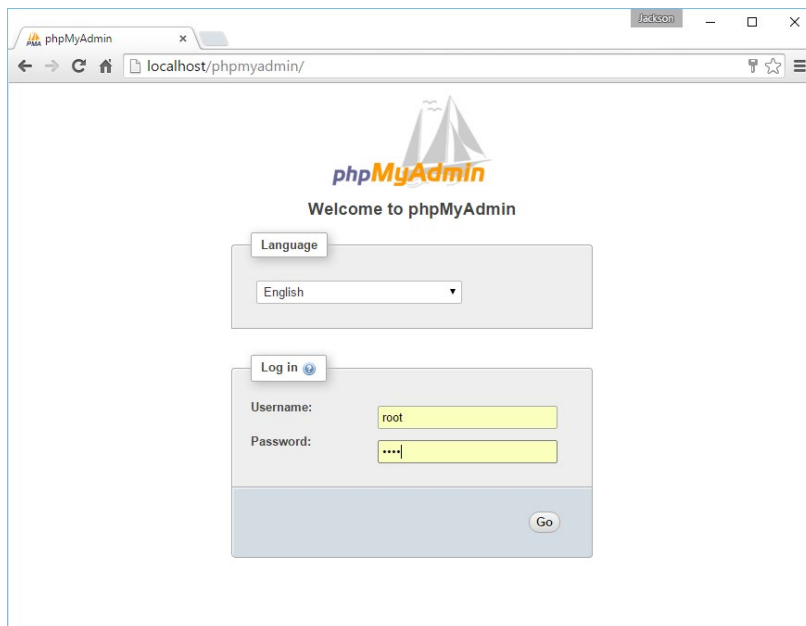 Jackson
phpMyAdmin
localhost/phpmyadmin/
phpMyAdmin
Welcome to phpMyAdmin
Language
English
Log in
Username:
root
Password:
••••
Go